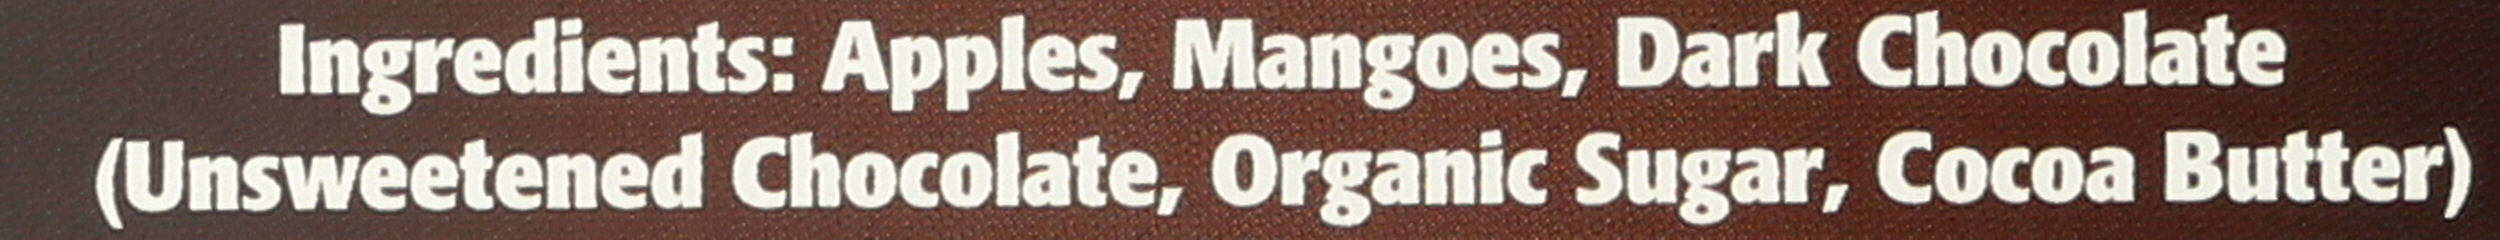 Ingredients: Apples, Mangoes, Dark Chocolate
(Unsweetened Chocolate, Organic Sugar, Cocoa Butter)